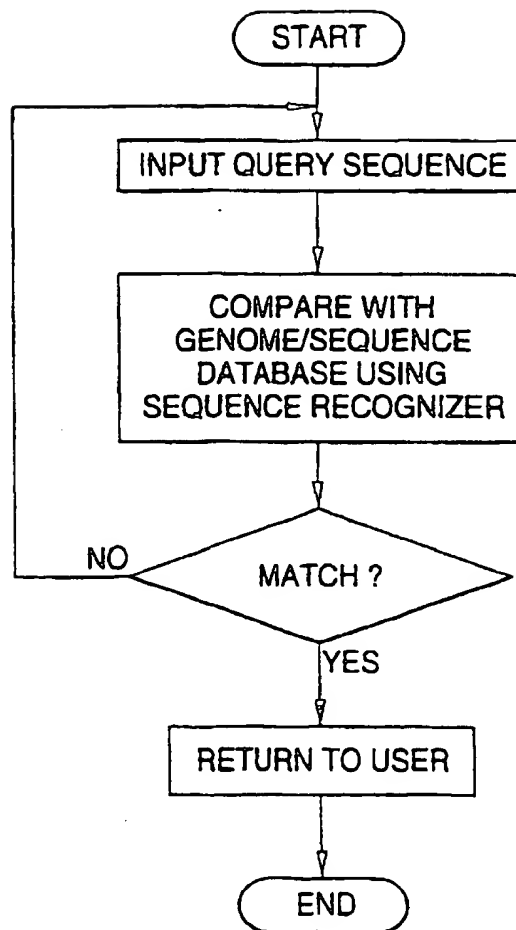 START
INPUT QUERY SEQUENCE
COMPARE WITH
GENOME/SEQUENCE
DATABASE USING
SEQUENCE RECOGNIZER
NO
MATCH ?
YES
RETURN TO USER
END